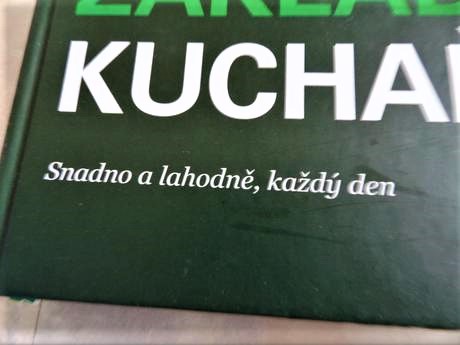 KUCHA
Snadno a lahodně, každý den